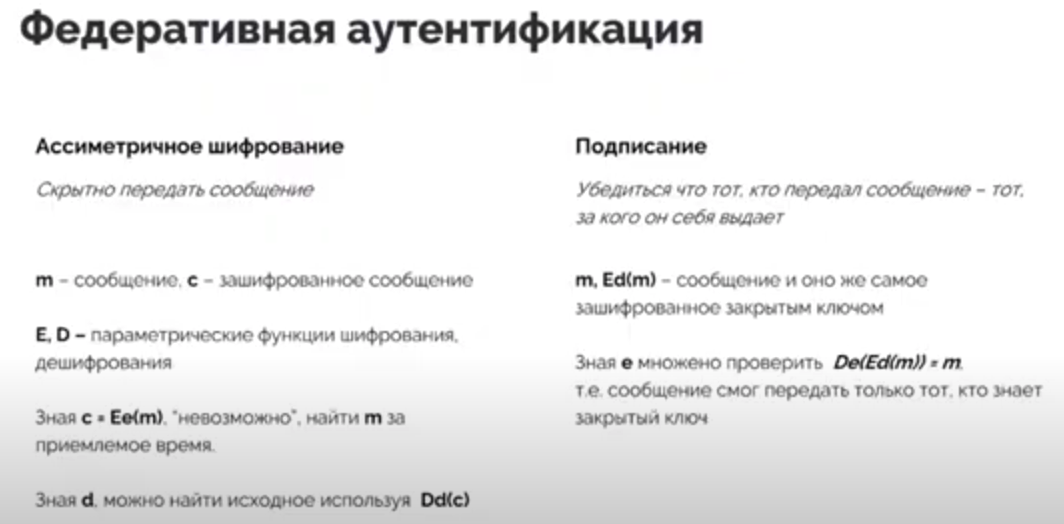 Федеративная аутентификация
Ассиметричное шифрование
Скрытно передать сообщение
m – сообщение, c – зашифрованное сообщение
E, D – параметрические функции шифрования,
дешифрования
Зная c = Ee(m), "невозможно", найти m за
приемлемое время.
Зная d, можно найти исходное используя Dd(c)
Подписание
Убедиться что тот, кто передал сообщение – тот,
за кого он себя выдает
m, Ed(m) – сообщение и оно же самое
зашифрованное закрытым ключом
Зная e множено проверить De(Ed(m)) = m,
т.е. сообщение смог передать только тот, кто знает
закрытый ключ